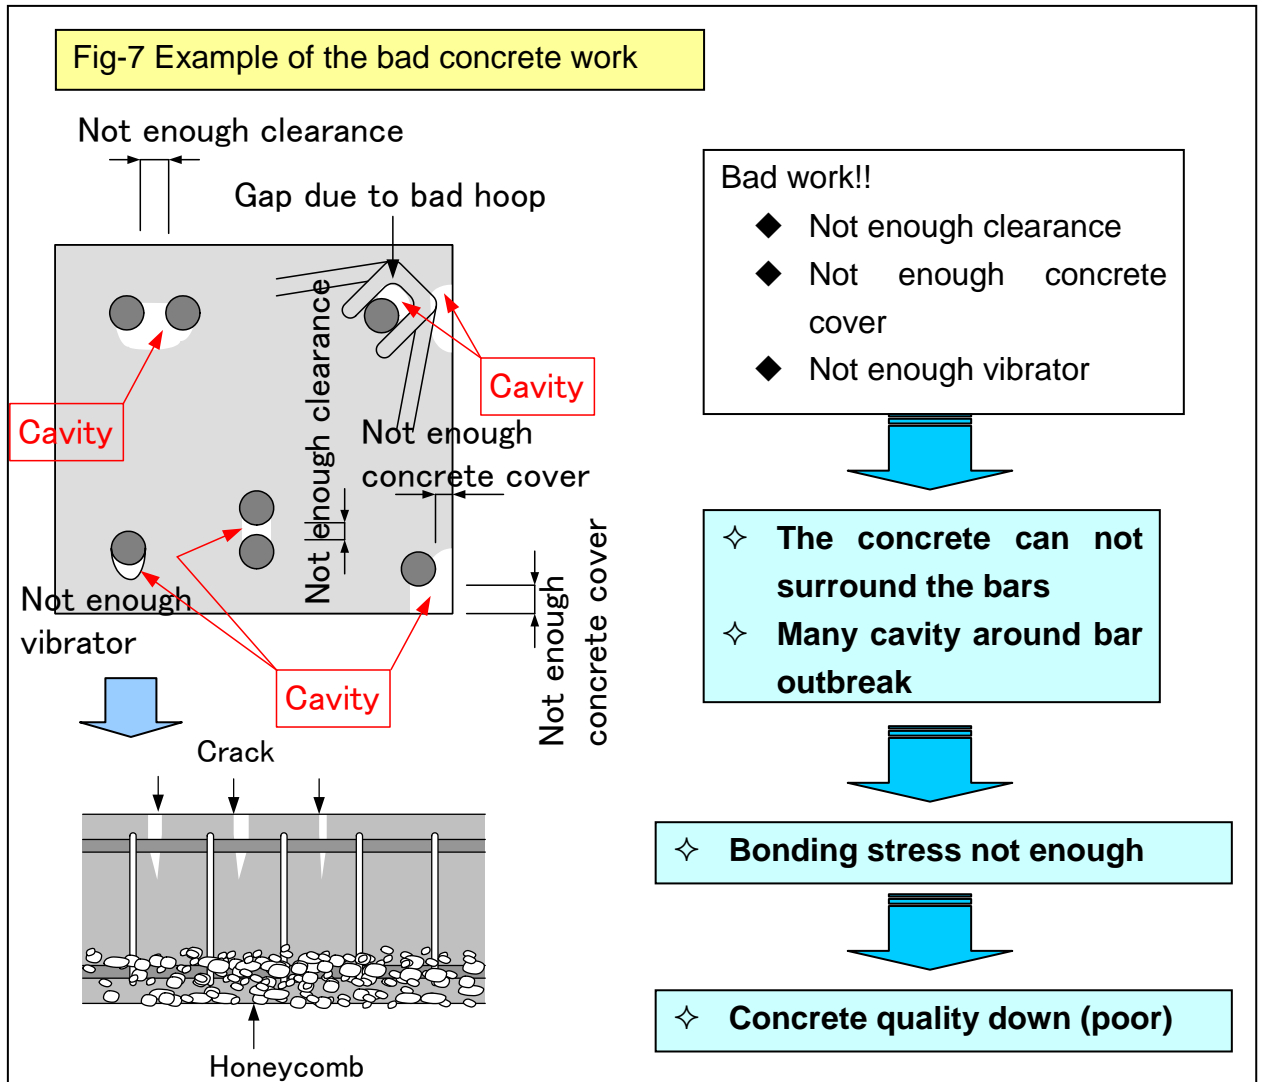 Fig-7 Example of the bad concrete work
Not enough clearance
Gap due to bad hoop
Not enough clearance
Cavity
Cavity
Not enough
concrete cover
Not enough
vibrator
Cavity
Not enough
concrete cover
Crack
Honeycomb
Bad work!!
◆ Not enough clearance
◆ Not enough concrete
cover
◆ Not enough vibrator
✧ The concrete can not
surround the bars
✧ Many cavity around bar
outbreak
✧ Bonding stress not enough
✧ Concrete quality down (poor)